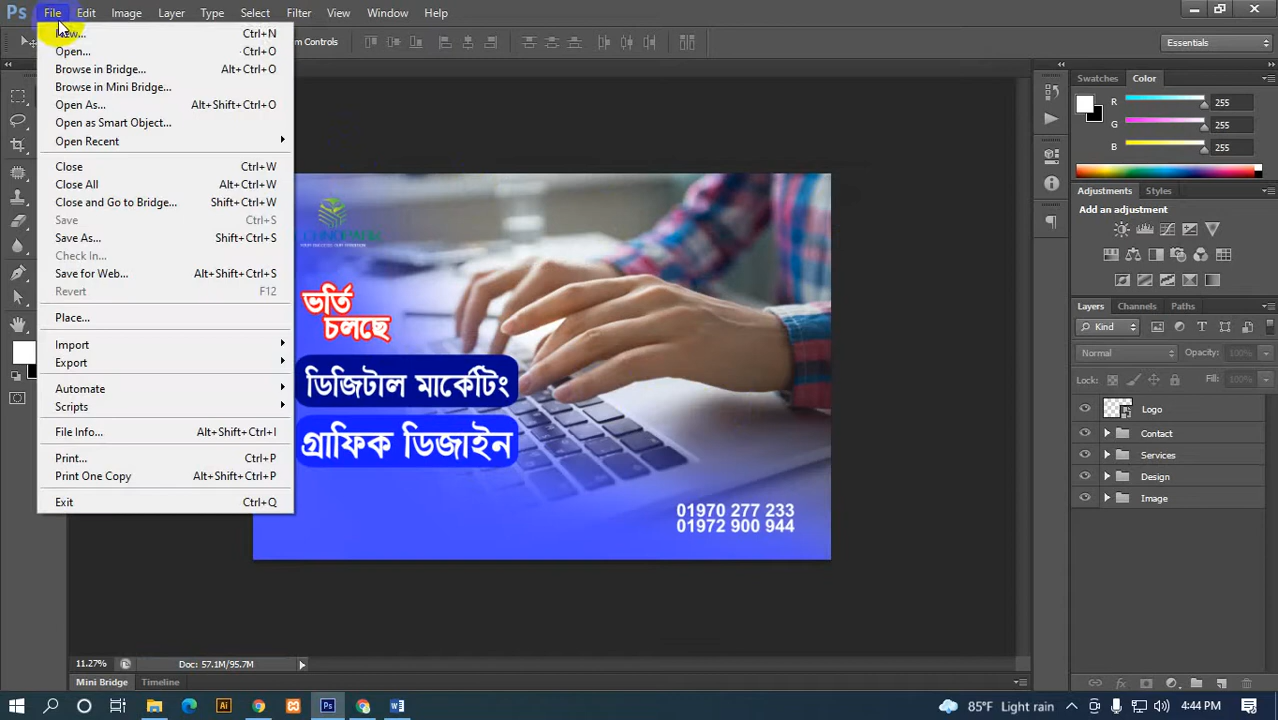 Ps File Edit Image Layer Type Select Filter View Window Help
Controls
Essentials
Ctrl+N
Open... Ctrl+O
Browse in Bridge... Alt+Ctrl+O
Browse in Mini Bridge...
Open As... Alt+Shift+Ctrl+O
Open as Smart Object...
Open Recent
Close Ctrl+W
Close All Alt+Ctrl+W
Close and Go to Bridge... Shift+Ctrl+W
Save Ctrl+S
Save As... Shift+Ctrl+S
Check In...
Save for Web... Alt+Shift+Ctrl+S
Revert F12
Place...
Import
Export
Automate
Scripts
File Info... Alt+Shift+Ctrl+I
Print... Ctrl+P
Print One Copy Alt+Shift+Ctrl+P
Exit Ctrl+Q
ভর্তি
চলছে
ডিজিটাল মার্কেটিং
গ্রাফিক ডিজাইন
01970 277 233
01972 900 944
Swatches Color
R 255
G 255
B 255
Adjustments Styles
Add an adjustment
Layers Channels Paths
Kind
Normal Opacity: 100%
Lock: Fill: 100%
Logo
Contact
Services
Design
Image
11.27% Doc: 57.1M/95.7M
Mini Bridge Timeline
Ai Ps W 85°F Light rain 4:44 PM